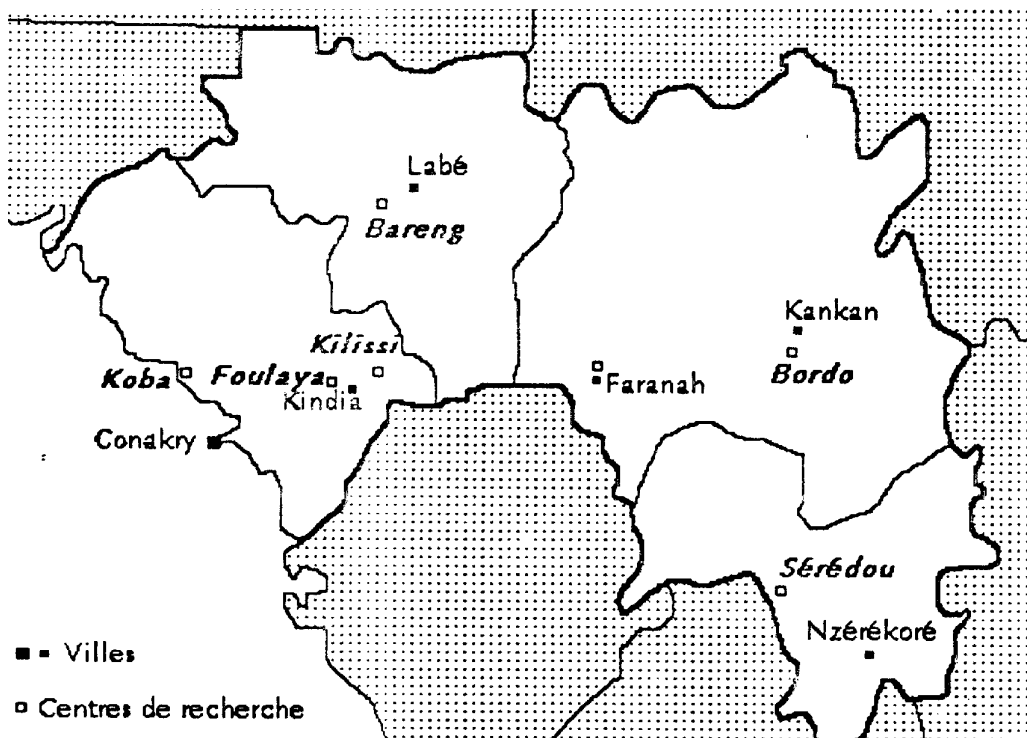 Labé
Bareng
Kankan
Kilissi
Koba
Foulaya
Bordo
Faranah
Kindia
Conakry
Sérédou
Nzérékoré
Villes
Centres de recherche